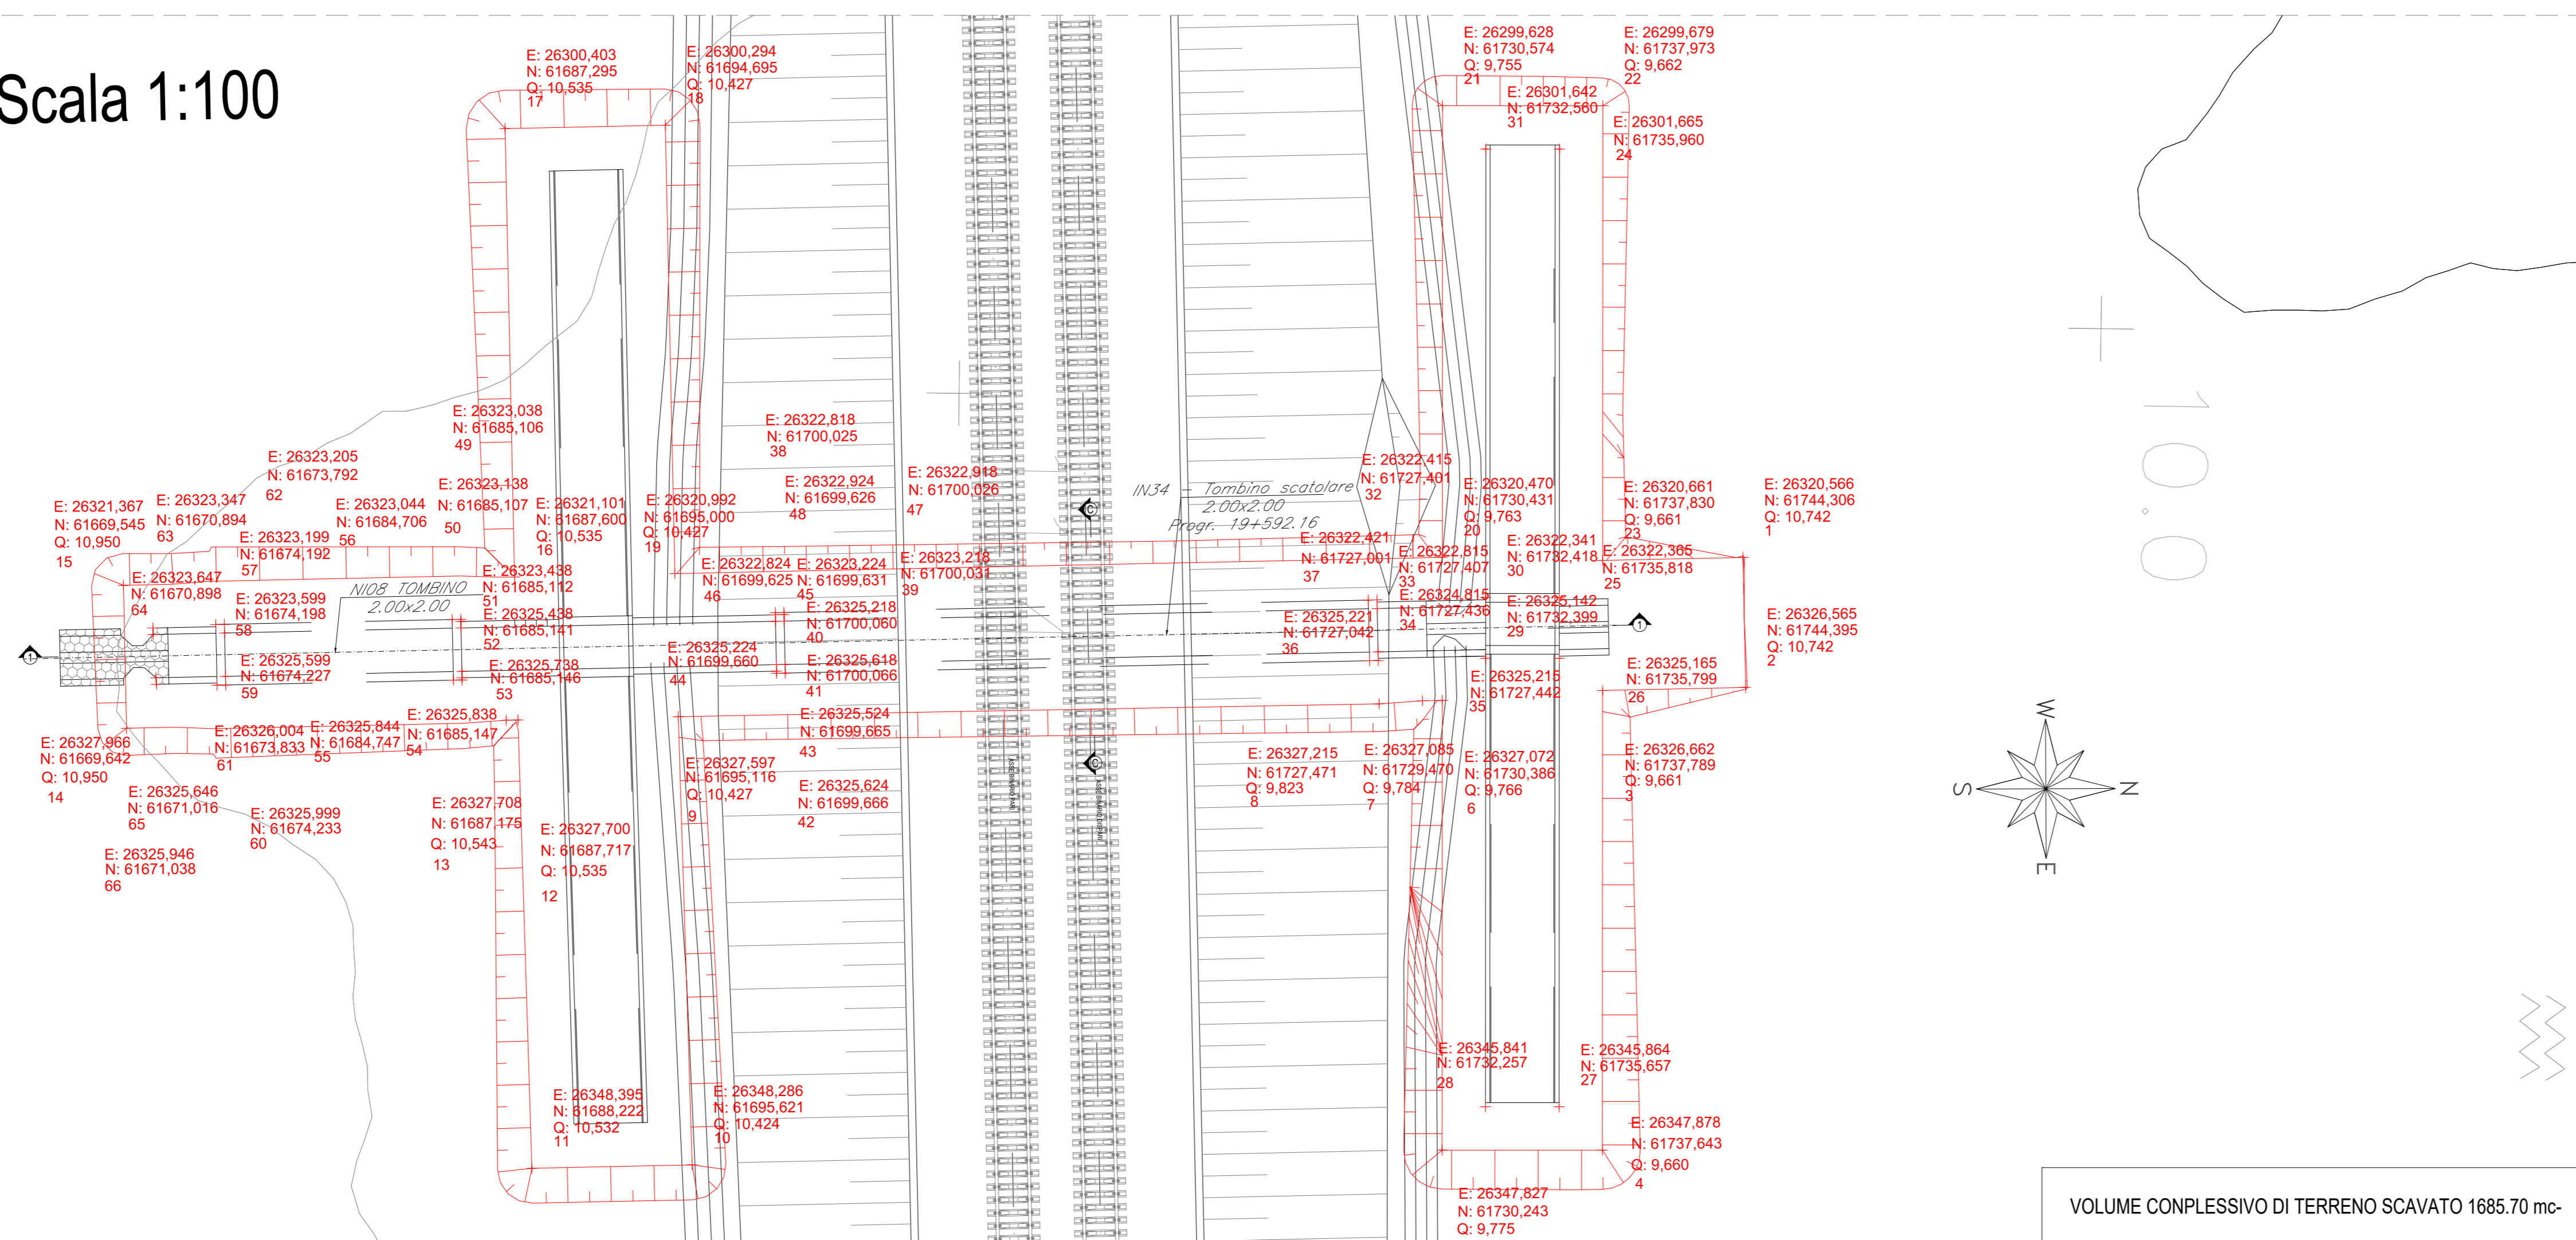 Scala 1:100
E: 26300,403
N: 61687,295
Q: 10,535
17
E: 26300,294
N: 61694,695
Q: 10,427
18
E: 26299,628
N: 61730,574
Q: 9,755
21
E: 26299,679
N: 61737,973
Q: 9,662
22
E: 26301,642
N: 61732,560
31
E: 26301,665
N: 61735,960
24
E: 26323,038
N: 61685,106
49
E: 26322,818
N: 61700,025
38
E: 26323,205
N: 61673,792
62
E: 26321,367
N: 61669,545
Q: 10,950
15
E: 26323,347
N: 61670,894
63
E: 26323,044
N: 61684,706
56
E: 26323,138
N: 61685,107
50
E: 26321,101
N: 61687,600
Q: 10,535
16
E: 26320,992
N: 61695,000
Q: 10,427
19
E: 26322,924
N: 61699,626
48
E: 26322,918
N: 61700,026
47
IN34 - Tombino scatolare
2.00x2.00
Progr. 19+592.16
E: 26322,415
N: 61727,401
32
E: 26320,470
N: 61730,431
Q: 9,763
20
E: 26320,661
N: 61737,830
Q: 9,661
23
E: 26320,566
N: 61744,306
Q: 10,742
1
E: 26323,199
N: 61674,192
57
E: 26323,647
N: 61670,898
64
E: 26323,599
N: 61674,198
58
NI08 TOMBINO
2.00x2.00
E: 26323,438
N: 61685,112
51
E: 26325,438
N: 61685,141
52
E: 26322,824
N: 61699,625
46
E: 26323,224
N: 61699,631
45
E: 26323,218
N: 61700,031
39
E: 26325,218
N: 61700,060
40
E: 26322,421
N: 61727,001
37
E: 26322,815
N: 61727,407
33
E: 26322,341
N: 61732,418
30
E: 26322,365
N: 61735,818
25
E: 26324,815
N: 61727,436
34
E: 26325,142
N: 61732,399
29
E: 26325,221
N: 61727,042
36
E: 26326,565
N: 61744,395
Q: 10,742
2
1
1
C
C
E: 26325,599
N: 61674,227
59
E: 26325,738
N: 61685,146
53
E: 26325,224
N: 61699,660
44
E: 26325,618
N: 61700,066
41
E: 26325,215
N: 61727,442
35
E: 26325,165
N: 61735,799
26
E: 26327,966
N: 61669,642
Q: 10,950
14
E: 26326,004
N: 61673,833
61
E: 26325,844
N: 61684,747
55
E: 26325,838
N: 61685,147
54
E: 26325,524
N: 61699,665
43
E: 26327,597
N: 61695,116
Q: 10,427
9
E: 26325,624
N: 61699,666
42
ASSE BINARIO PARI
ASSE BINARIO DISPARI
E: 26327,215
N: 61727,471
Q: 9,823
8
E: 26327,085
N: 61729,470
Q: 9,784
7
E: 26327,072
N: 61730,386
Q: 9,766
6
E: 26326,662
N: 61737,789
Q: 9,661
3
E: 26325,646
N: 61671,016
65
E: 26325,999
N: 61674,233
60
E: 26325,946
N: 61671,038
66
E: 26327,708
N: 61687,175
Q: 10,543
13
E: 26327,700
N: 61687,717
Q: 10,535
12
W
S
N
E
100
E: 26345,841
N: 61732,257
28
E: 26345,864
N: 61735,657
27
E: 26348,395
N: 61688,222
Q: 10,532
11
E: 26348,286
N: 61695,621
Q: 10,424
10
E: 26347,878
N: 61737,643
Q: 9,660
4
E: 26347,827
N: 61730,243
Q: 9,775
VOLUME CONPLESSIVO DI TERRENO SCAVATO 1685.70 mc-